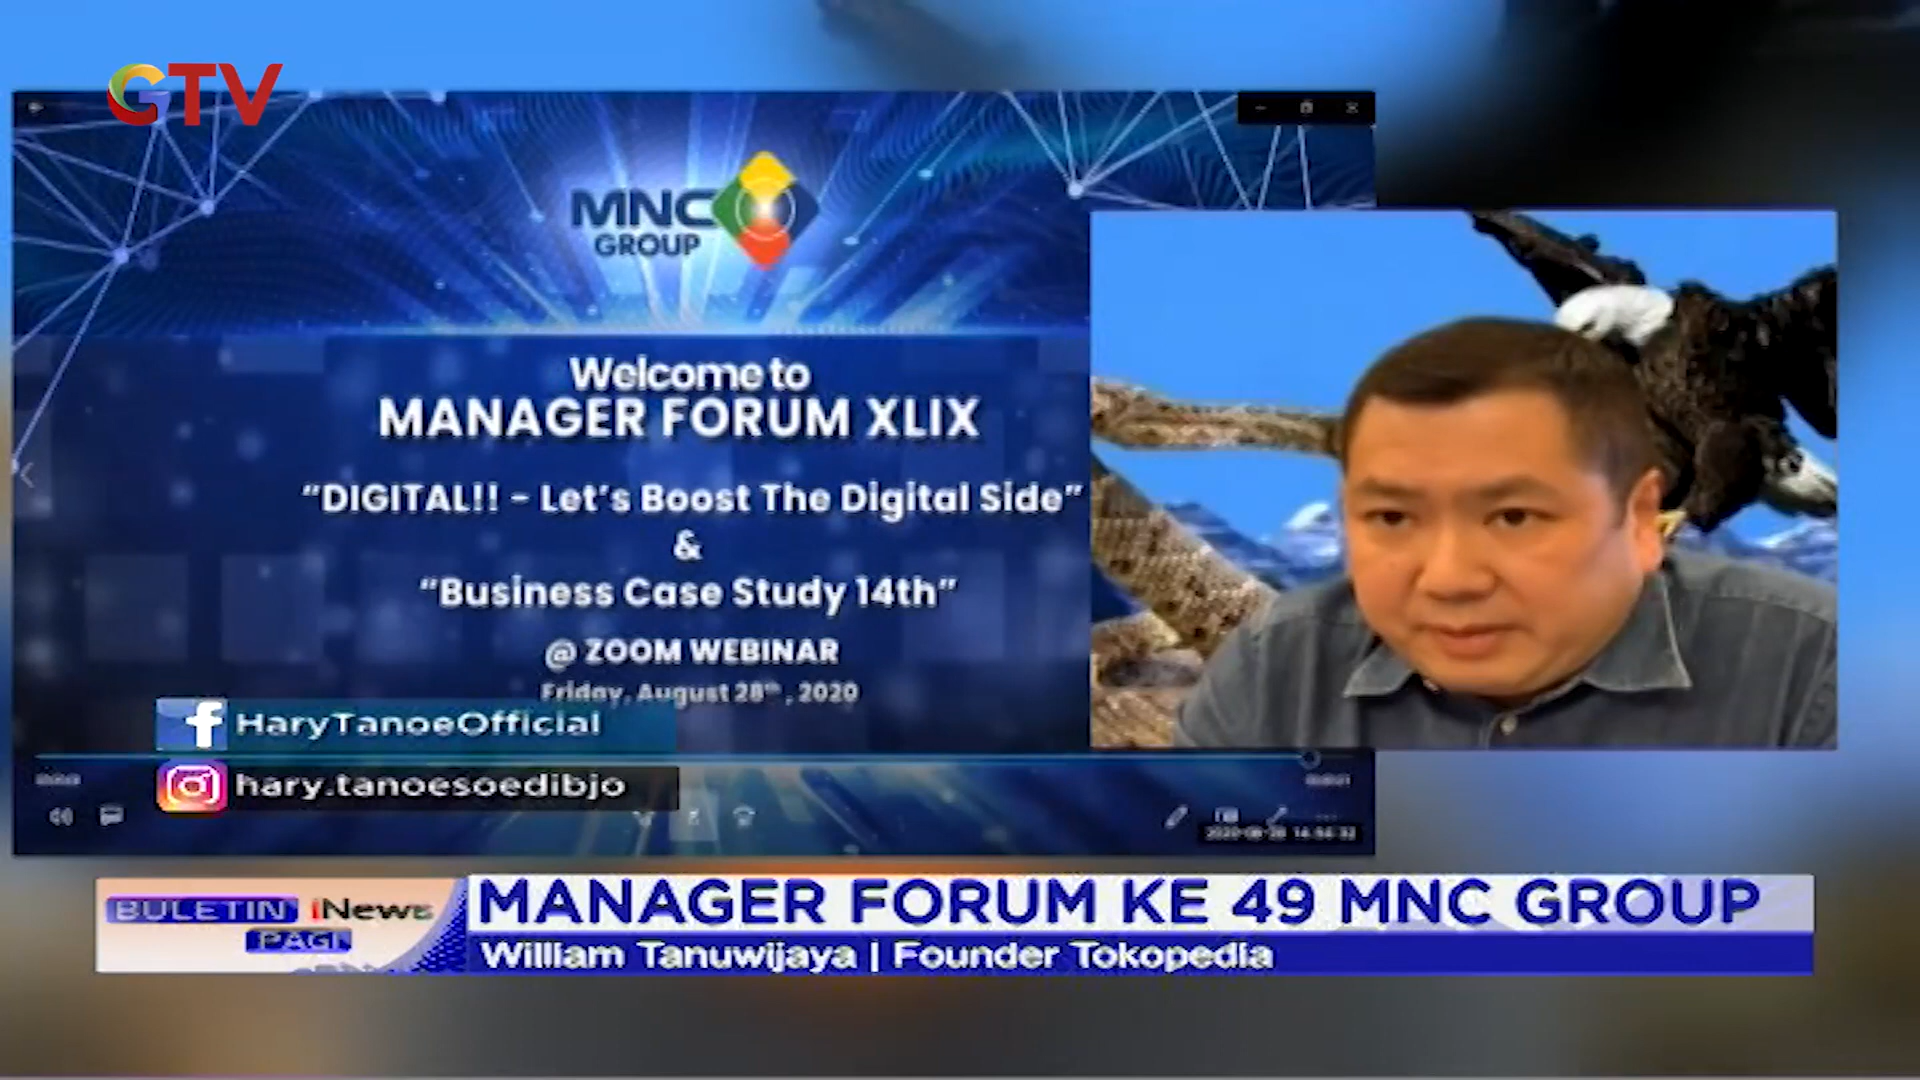 GTV
MNC
GROUP
Welcome to
MANAGER FORUM XLIX
“DIGITAL!! - Let’s Boost The Digital Side”
&
“Business Case Study 14th”
@ ZOOM WEBINAR
Friday, August 28th, 2020
HaryTanoeOfficial
hary.tanoesoedibjo
BULETIN iNews
PAGI
MANAGER FORUM KE 49 MNC GROUP
William Tanuwijaya | Founder Tokopedia